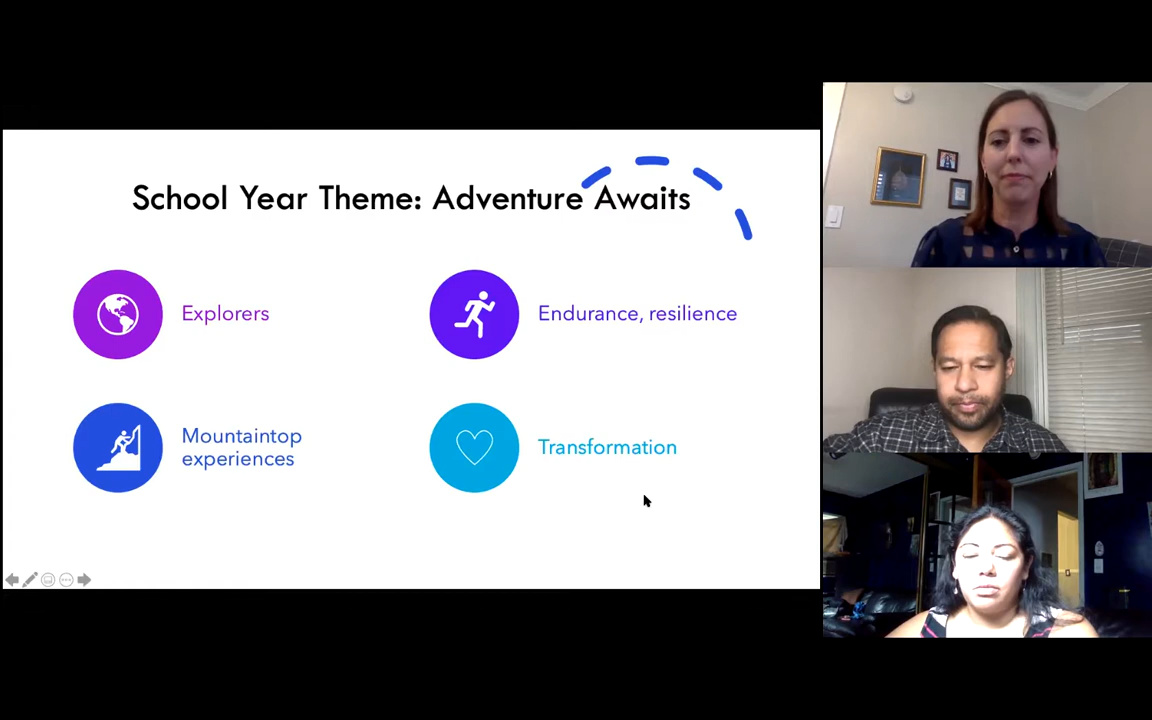 School Year Theme: Adventure Awaits
Explorers
Endurance, resilience
Mountaintop
experiences
Transformation